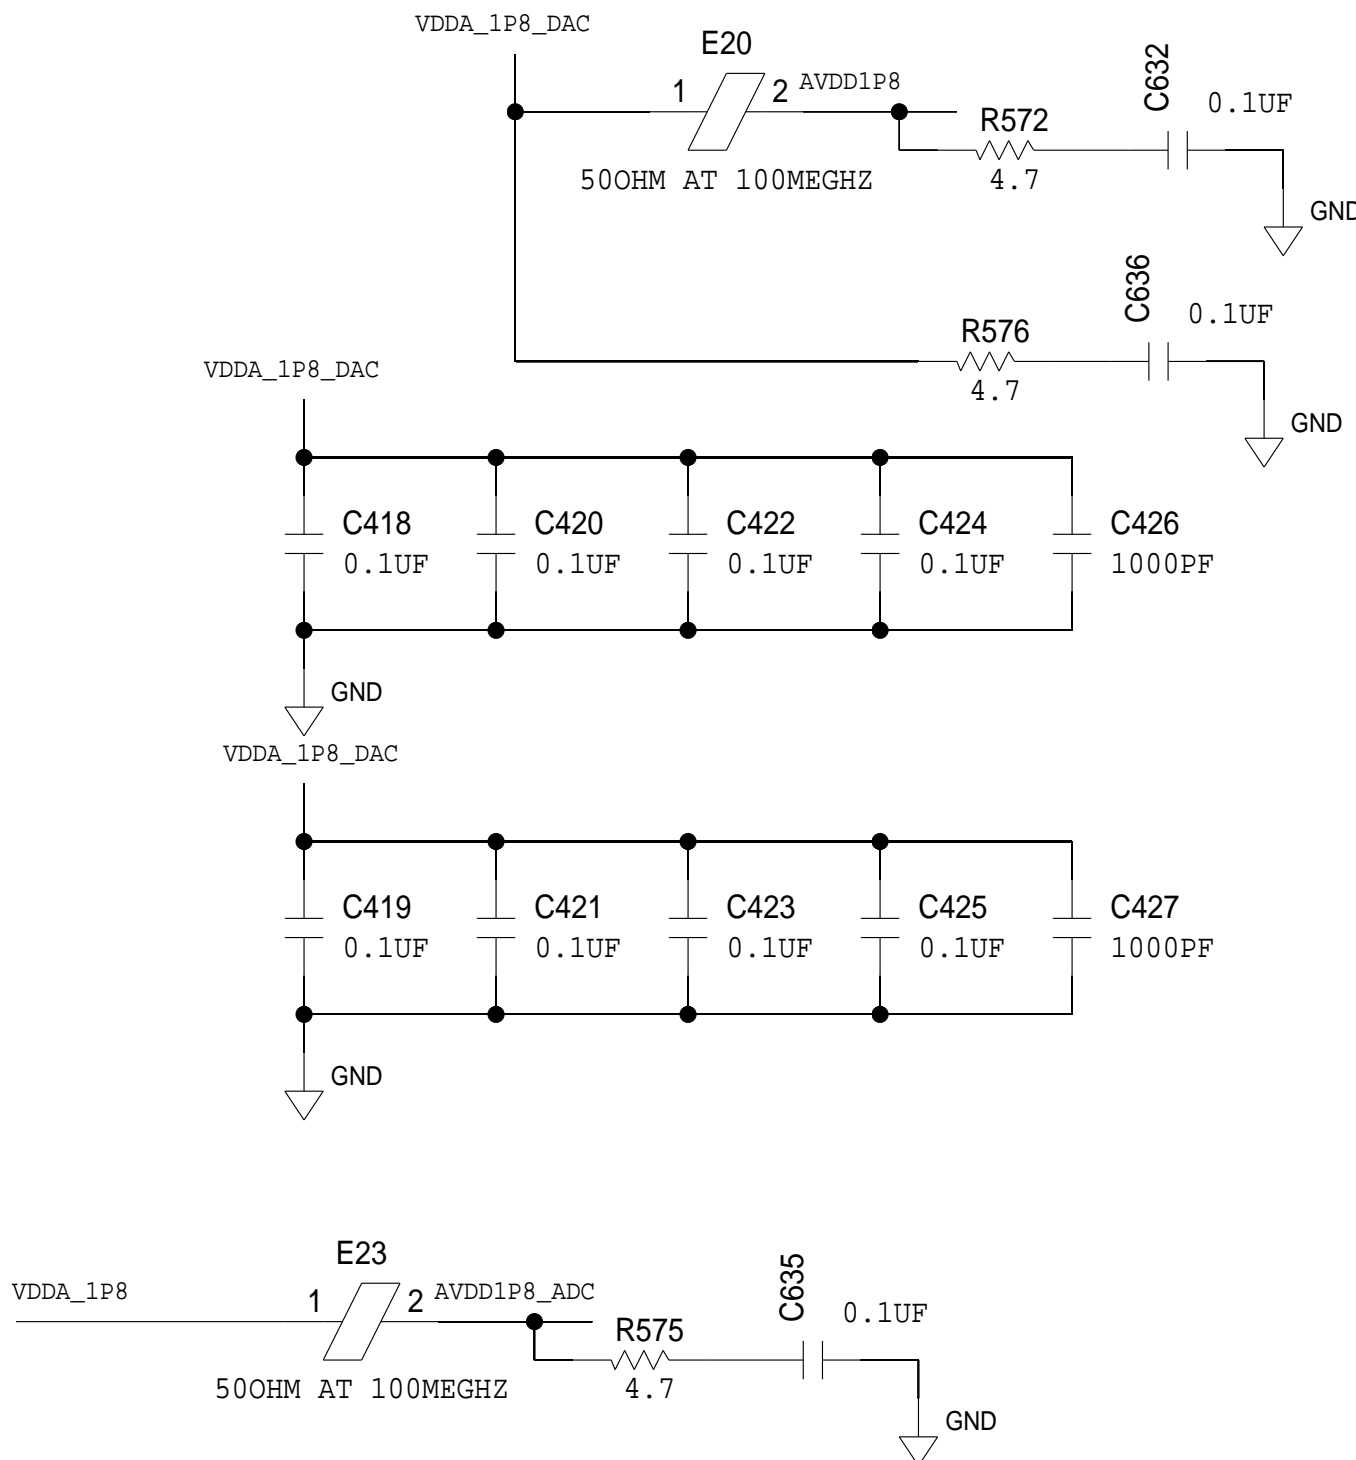 VDDA_1P8_DAC
E20
1
2
AVDD1P8
50OHM AT 100MEGHZ
R572
4.7
C632
0.1UF
GND
R576
4.7
C636
0.1UF
GND
VDDA_1P8_DAC
C418
0.1UF
C420
0.1UF
C422
0.1UF
C424
0.1UF
C426
1000PF
GND
VDDA_1P8_DAC
C419
0.1UF
C421
0.1UF
C423
0.1UF
C425
0.1UF
C427
1000PF
GND
VDDA_1P8
E23
1
2
AVDD1P8_ADC
50OHM AT 100MEGHZ
R575
4.7
C635
0.1UF
GND